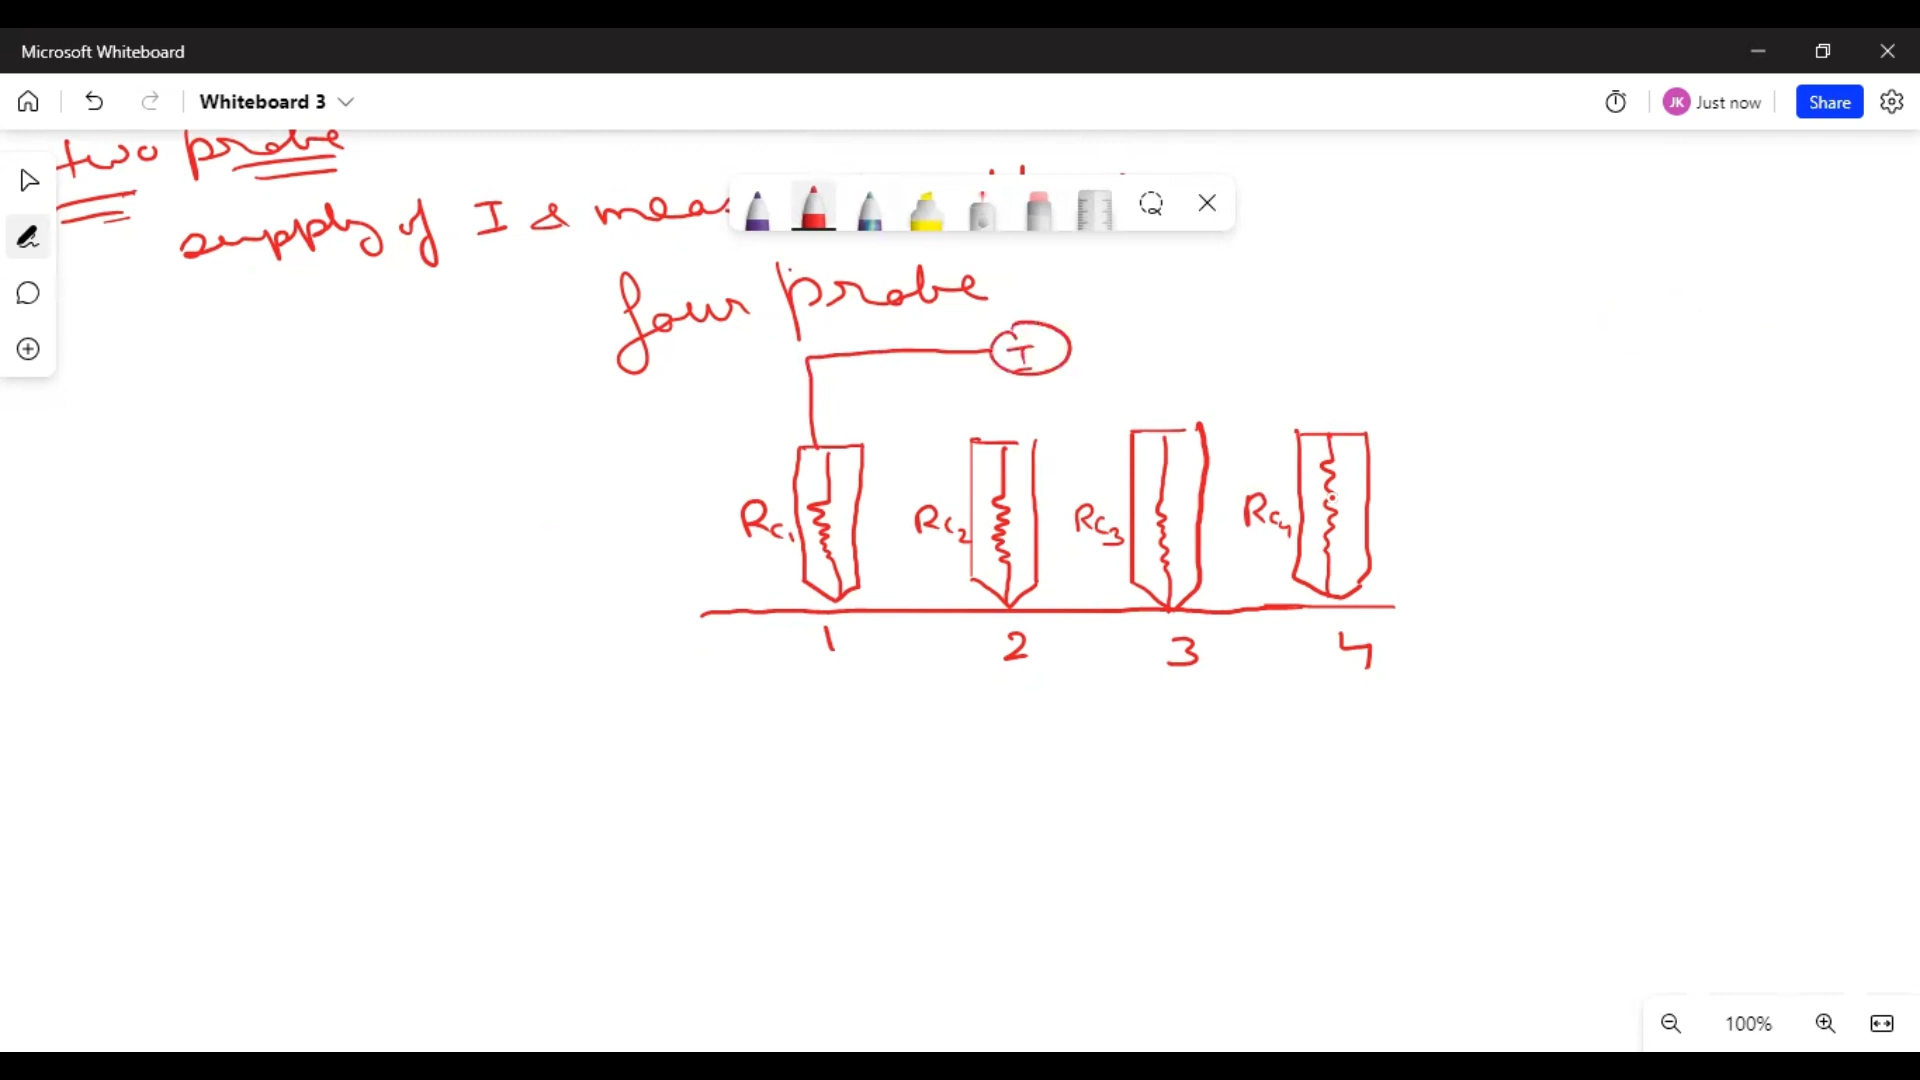 Microsoft Whiteboard
Whiteboard 3
JK Just now
Share
two probe
supply of I & meas
four probe
I
Rc1 Rc2 Rc3 Rc4
1 2 3 4
100%